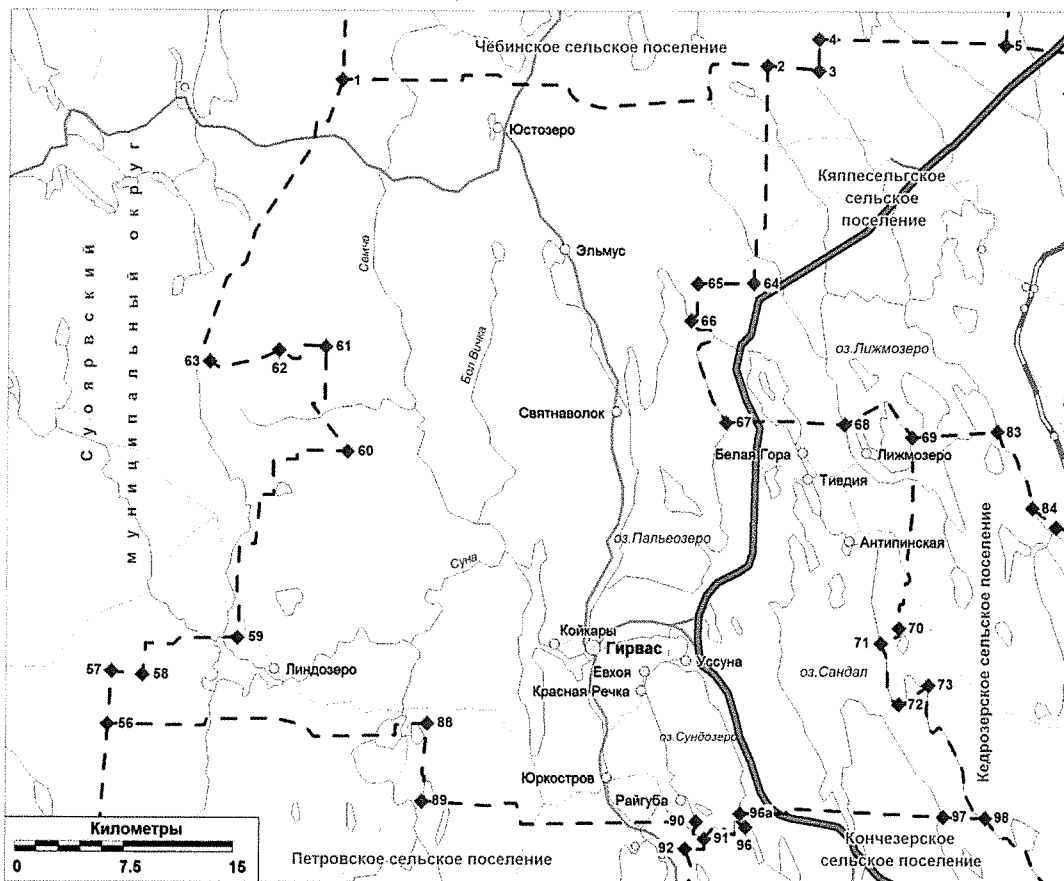 Чёбинское сельское поселение
1
2
3
4
5
Юстозеро
Кяппесельгское
сельское
поселение
Суоярвский
муниципальный округ
Семча
Эльмус
65
64
66
63
62
61
Бол.Вичка
оз.Лижмозеро
Святнаволок
67
68
69
83
60
Белая Гора
Лижмозеро
Тивдия
84
оз.Пальеозеро
Антипинская
Суна
Кедрозерское сельское поселение
59
Койкары
Гирвас
70
71
57
58
Линдозеро
Евхоя
Уссуна
оз.Сандал
Красная Речка
73
72
56
88
оз.Сундозеро
Юркостров
89
Райгуба
90
96а
97
98
91
96
92
Кончезерское
сельское поселение
Петровское сельское поселение
Километры
0 7.5 15